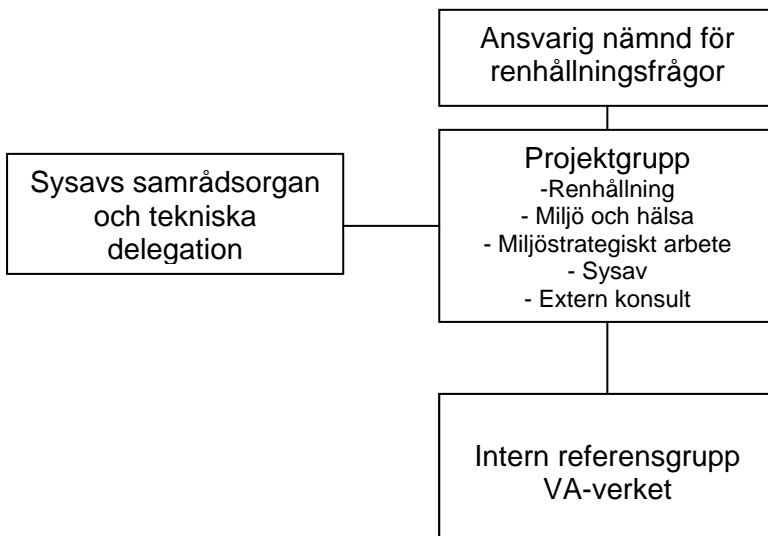 Ansvarig nämnd för
renhållningsfrågor
Sysavs samrådsorgan
och tekniska
delegation
Projektgrupp
-Renhållning
- Miljö och hälsa
- Miljöstrategiskt arbete
- Sysav
- Extern konsult
Intern referensgrupp
VA-verket